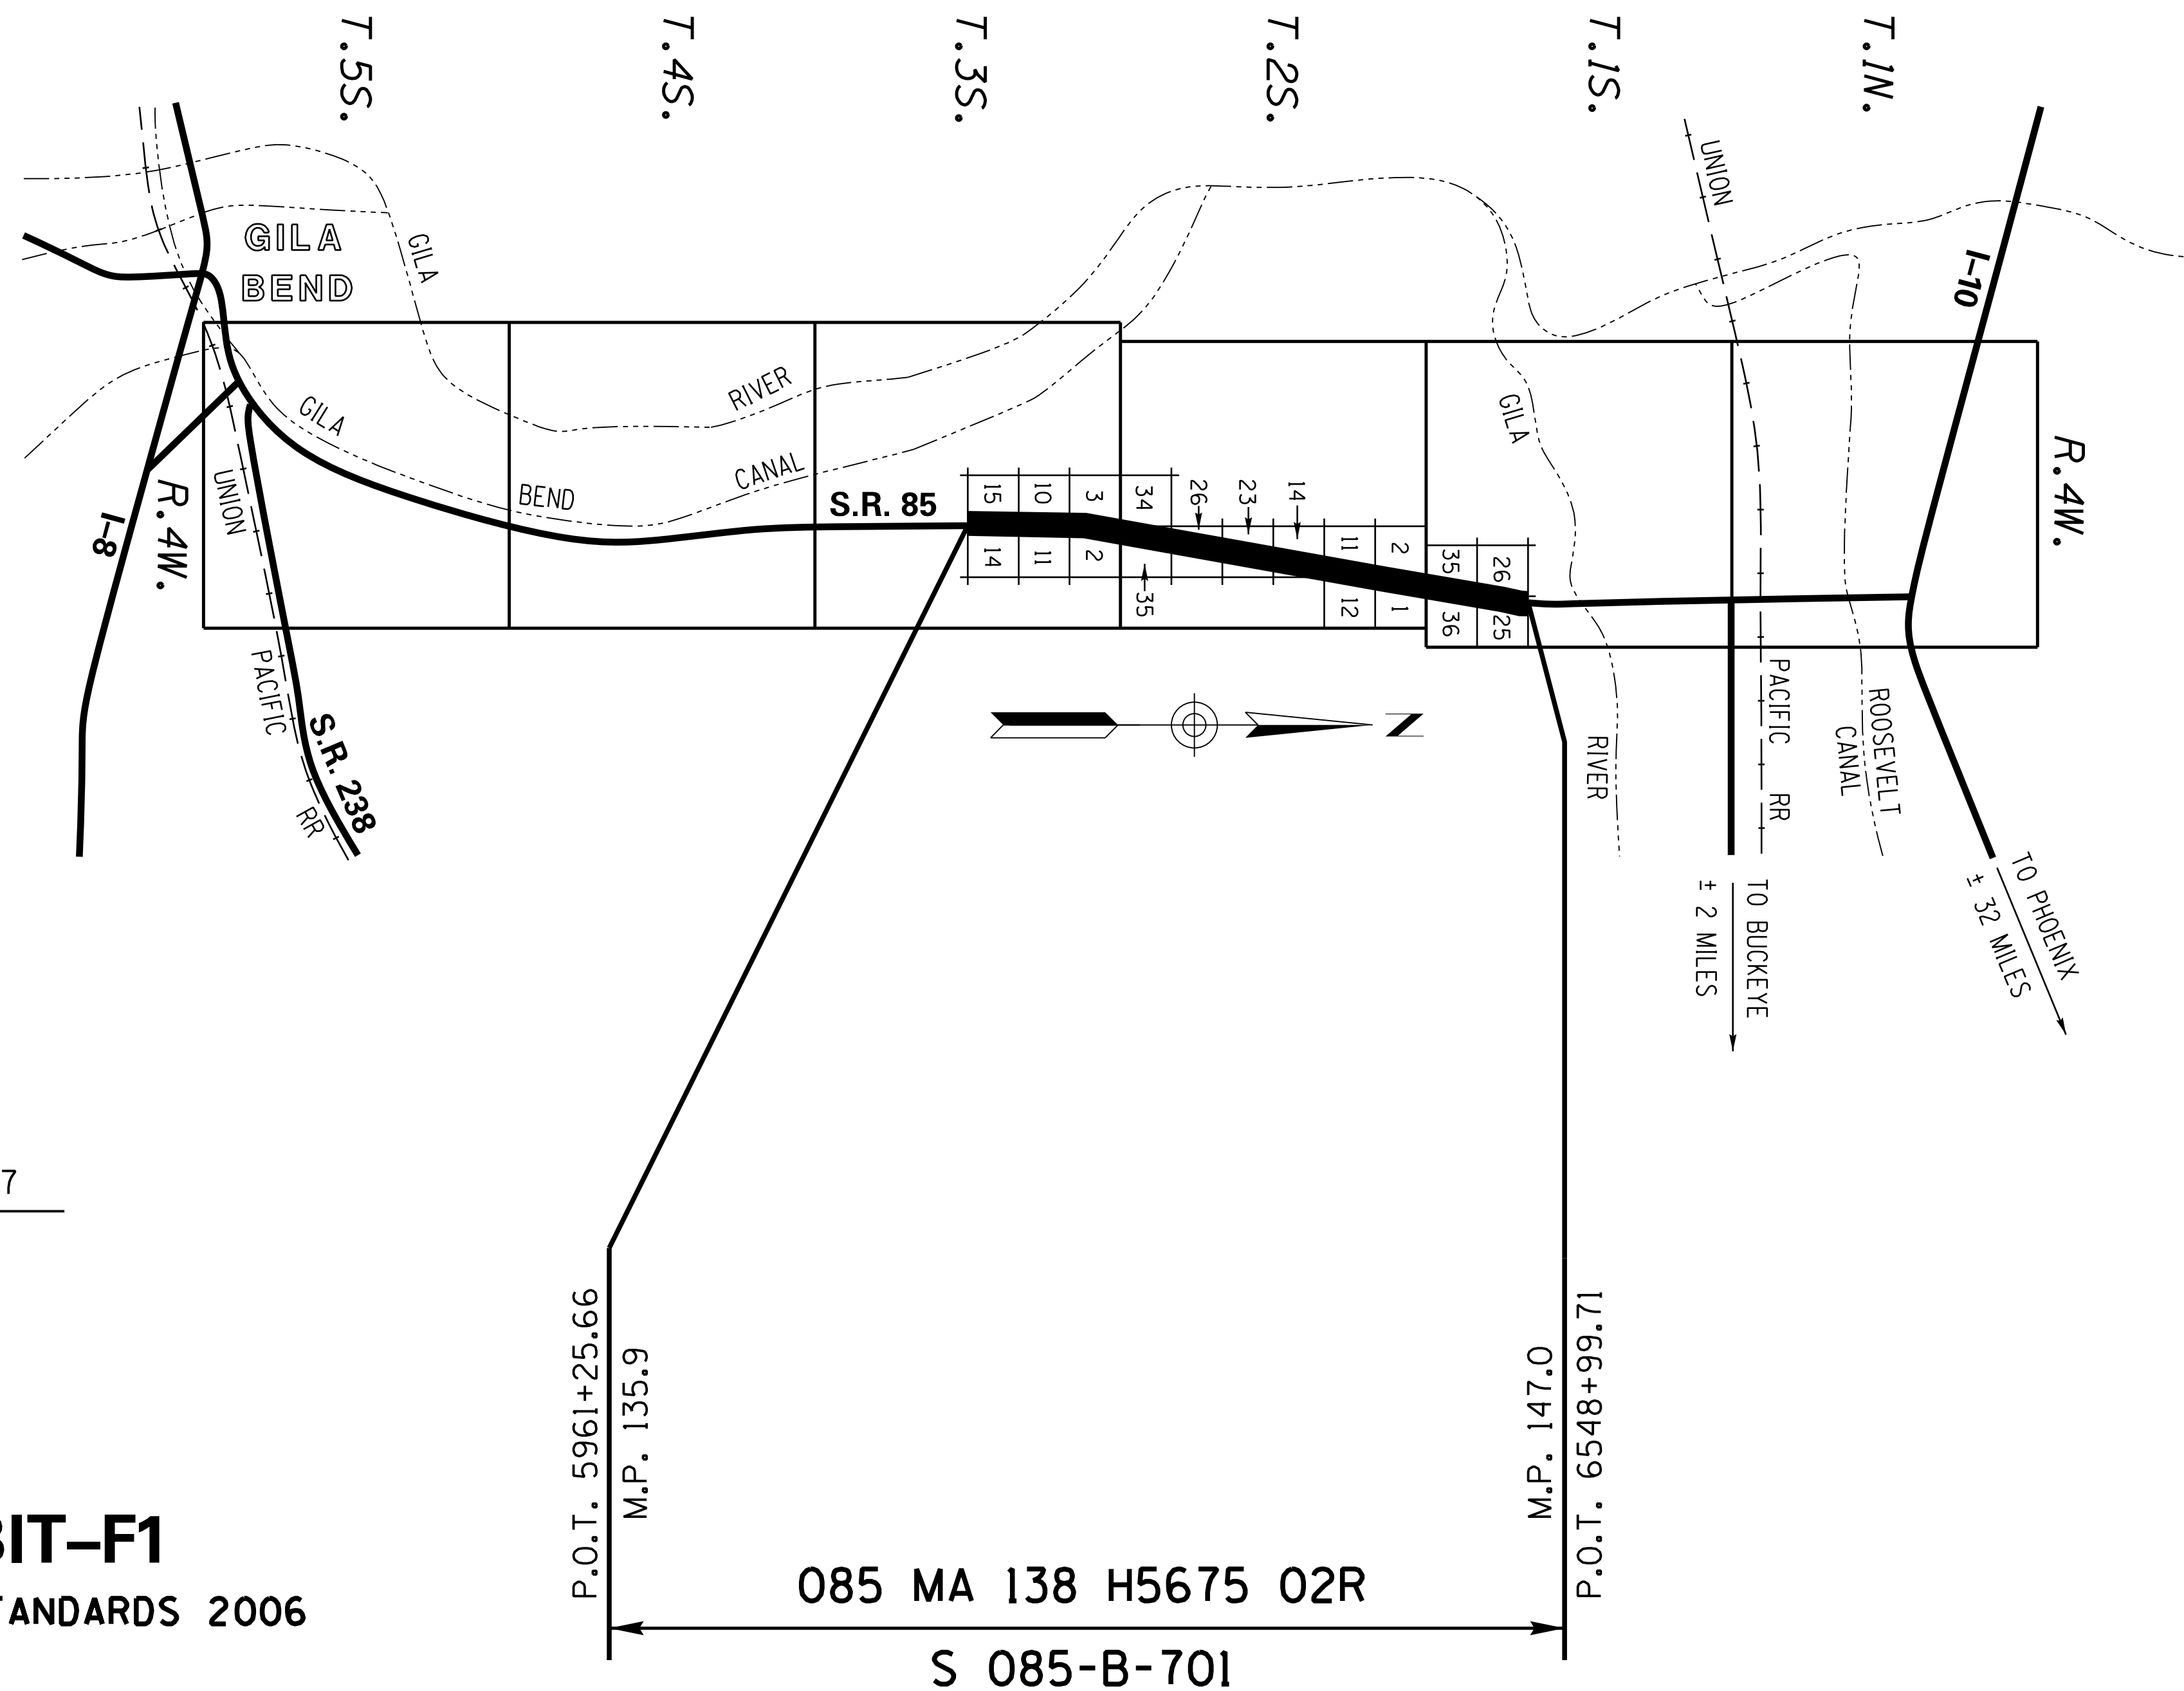 T.5S.
T.4S.
T.3S.
T.2S.
T.1S.
T.1N.
UNION
GILA
BEND
GILA
I-10
RIVER
GILA
GILA
R.4W.
R.4W.
UNION
BEND
CANAL
S.R. 85
15
10
3
34
26
23
14
11
2
35
26
14
11
2
35
12
1
36
25
I-8
PACIFIC
S.R. 238
RR
N
RIVER
PACIFIC RR
ROOSEVELT
CANAL
TO BUCKEYE
± 2 MILES
TO PHOENIX
± 32 MILES
7
P.O.T. 5961+25.66
M.P. 135.9
M.P. 147.0
P.O.T. 6548+99.71
BIT-F1
085 MA 138 H5675 02R
TANDARDS 2006
S 085-B-701